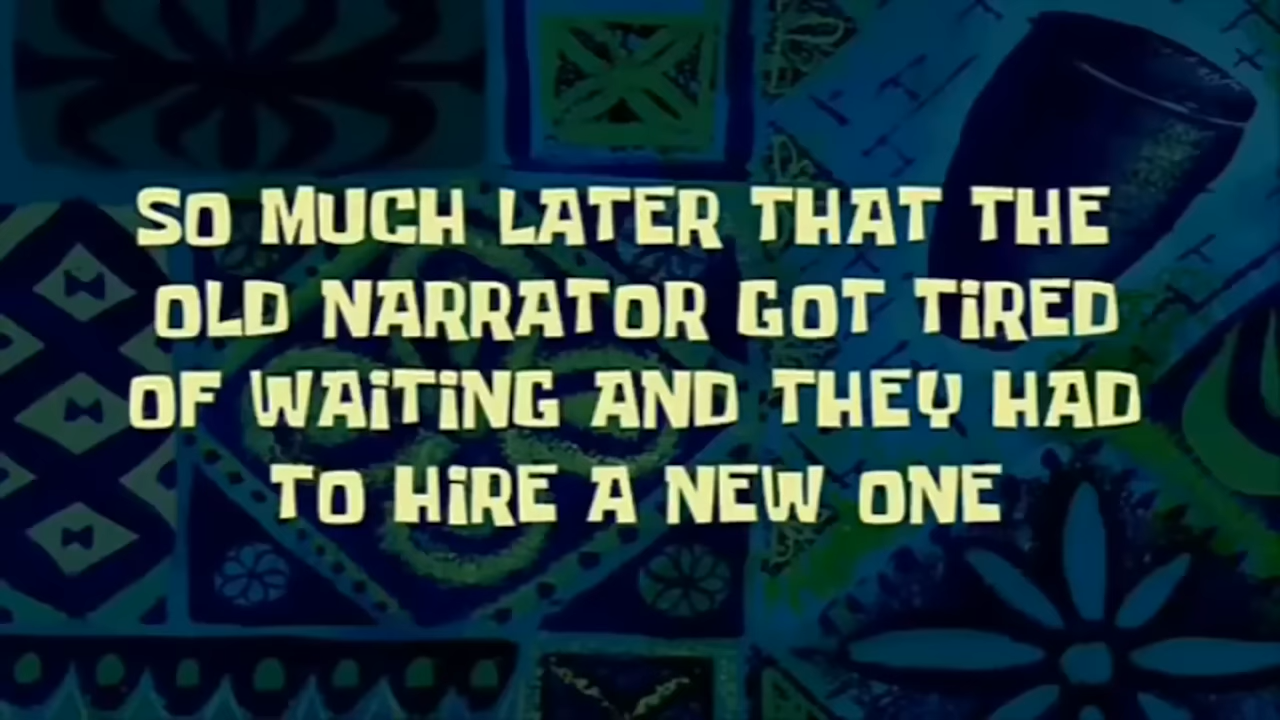 SO MUCH LATER THAT THE
OLD NARRATOR GOT TiRED
OF WAiTiNG AND THEY HAD
TO HiRE A NEW ONE